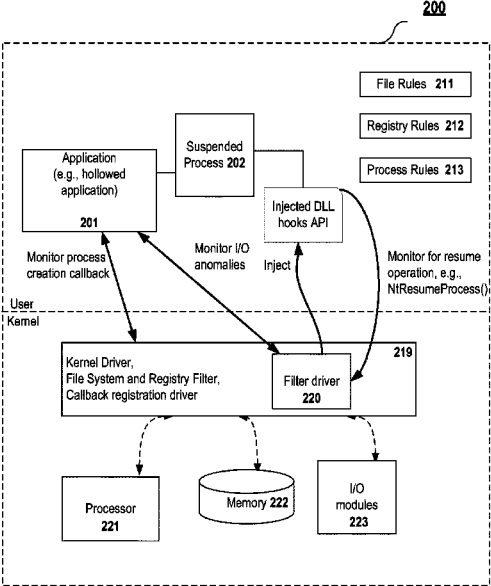 200
File Rules 211
Registry Rules 212
Process Rules 213
Suspended
Process 202
Application
(e.g., hollowed
application)
201
Injected DLL
hooks API
Monitor process
creation callback
Monitor I/O
anomalies
Inject
Monitor for resume
operation, e.g.,
NtResumeProcess()
User
Kernel
219
Kernel Driver,
File System and Registry Filter,
Callback registration driver
Filter driver
220
Processor
221
Memory 222
I/O
modules
223